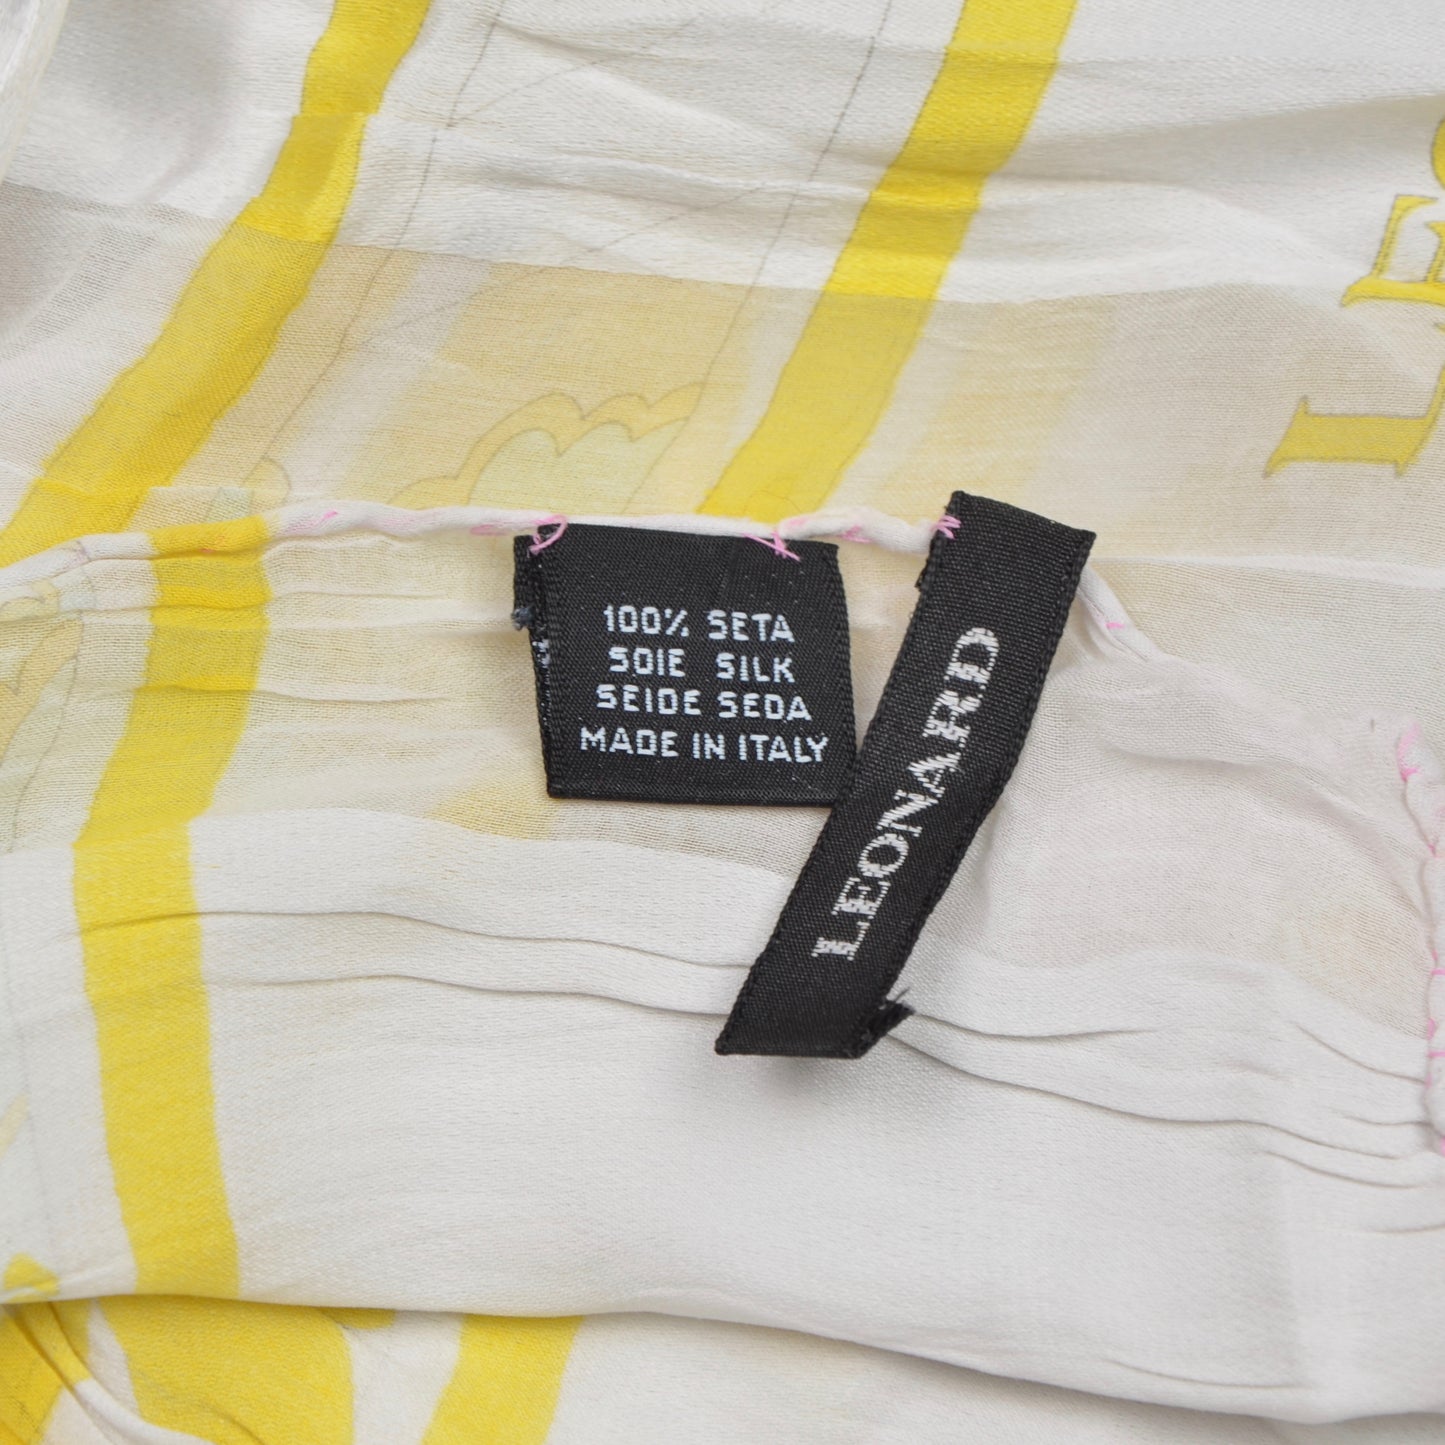 100% SETA
SOIE SILK
SEIDE SEDA
MADE IN ITALY
LEONARD